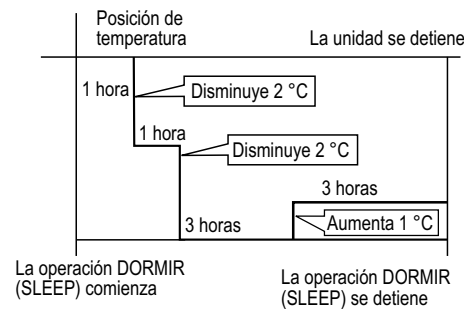 Posición de
temperatura
La unidad se detiene
1 hora
Disminuye 2 °C
1 hora
Disminuye 2 °C
3 horas
3 horas
Aumenta 1 °C
La operación DORMIR
(SLEEP) comienza
La operación DORMIR
(SLEEP) se detiene